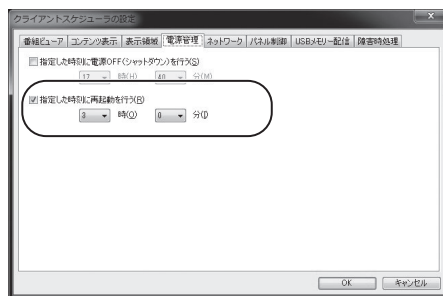 クライアントスケジューラの設定
番組ビューア コンテンツ表示 表示領域 電源管理 ネットワーク パネル制御 USBメモリー配信 障害時処理
指定した時刻に電源OFF(シャットダウン)を行う(S)
17 時(H) 40 分(M)
指定した時刻に再起動を行う(R)
3 時(O) 0 分(I)
OK キャンセル